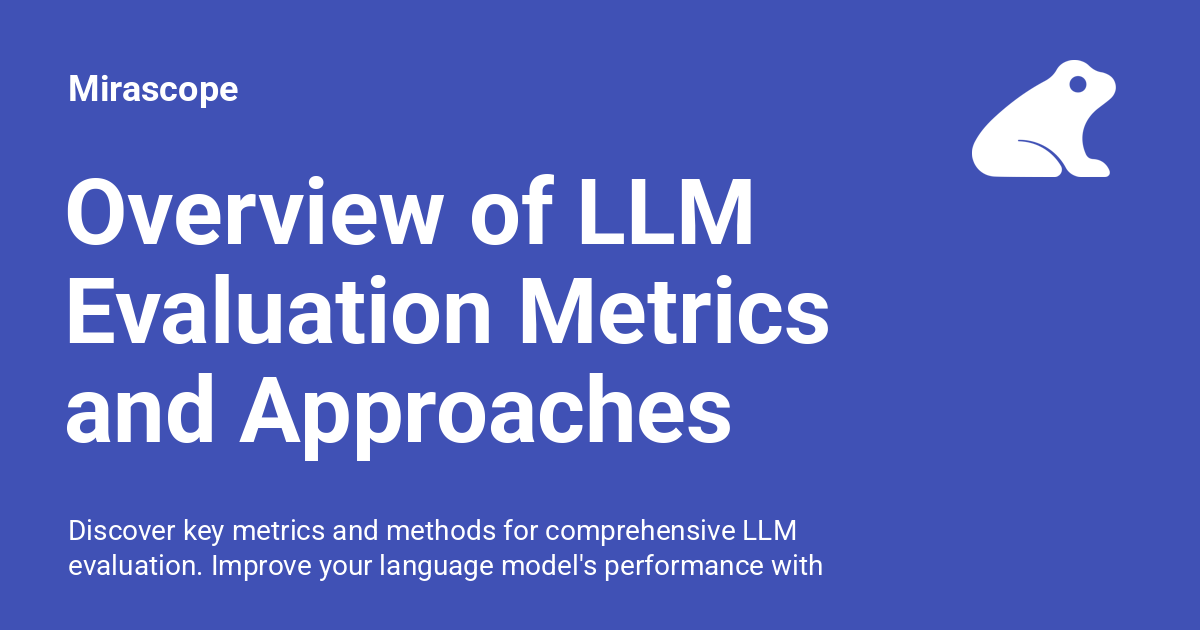 Mirascope
Overview of LLM
Evaluation Metrics
and Approaches
Discover key metrics and methods for comprehensive LLM
evaluation. Improve your language model's performance with